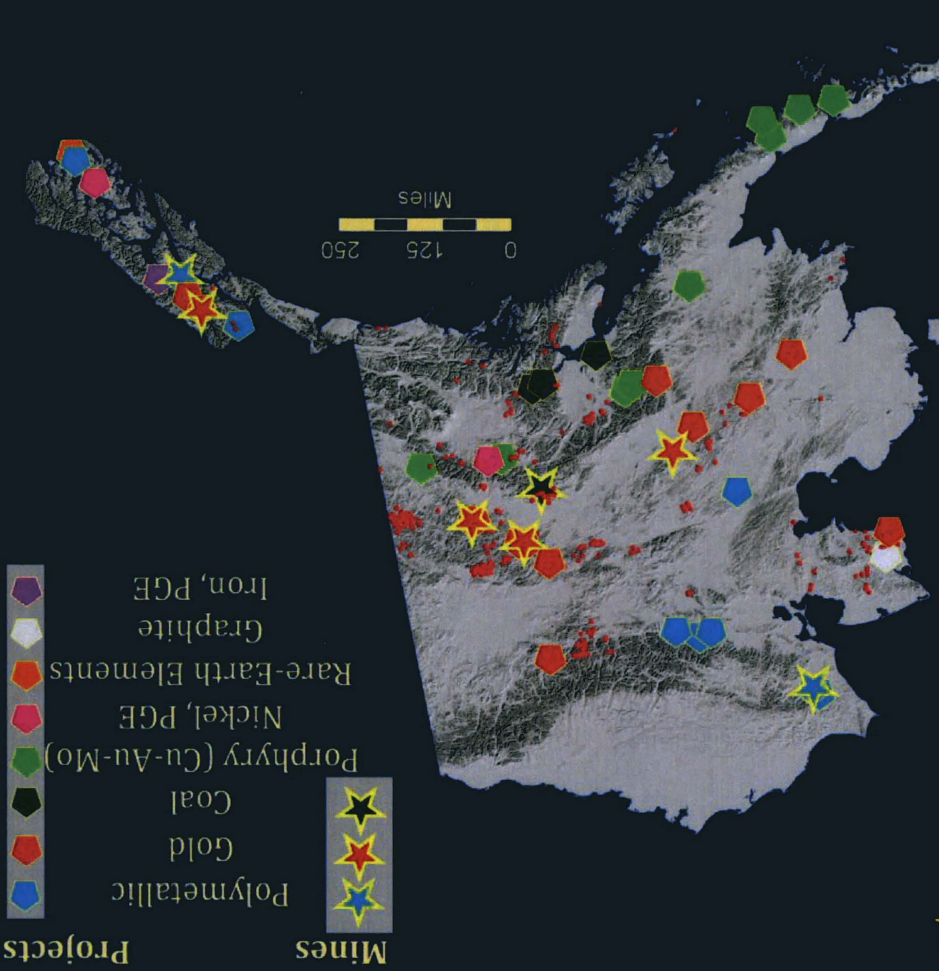 Mines Projects
Polymetallic
Gold
Coal
Porphyry (Cu-Au-Mo)
Nickel, PGE
Rare-Earth Elements
Graphite
Iron, PGE
0 125 250
Miles